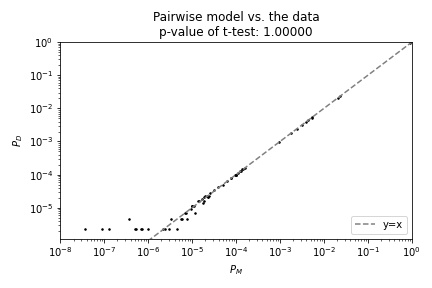 Pairwise model vs. the data
p-value of t-test: 1.00000
P_D
10^0
10^-1
10^-2
10^-3
10^-4
10^-5
y=x
10^-8 10^-7 10^-6 10^-5 10^-4 10^-3 10^-2 10^-1 10^0
P_M